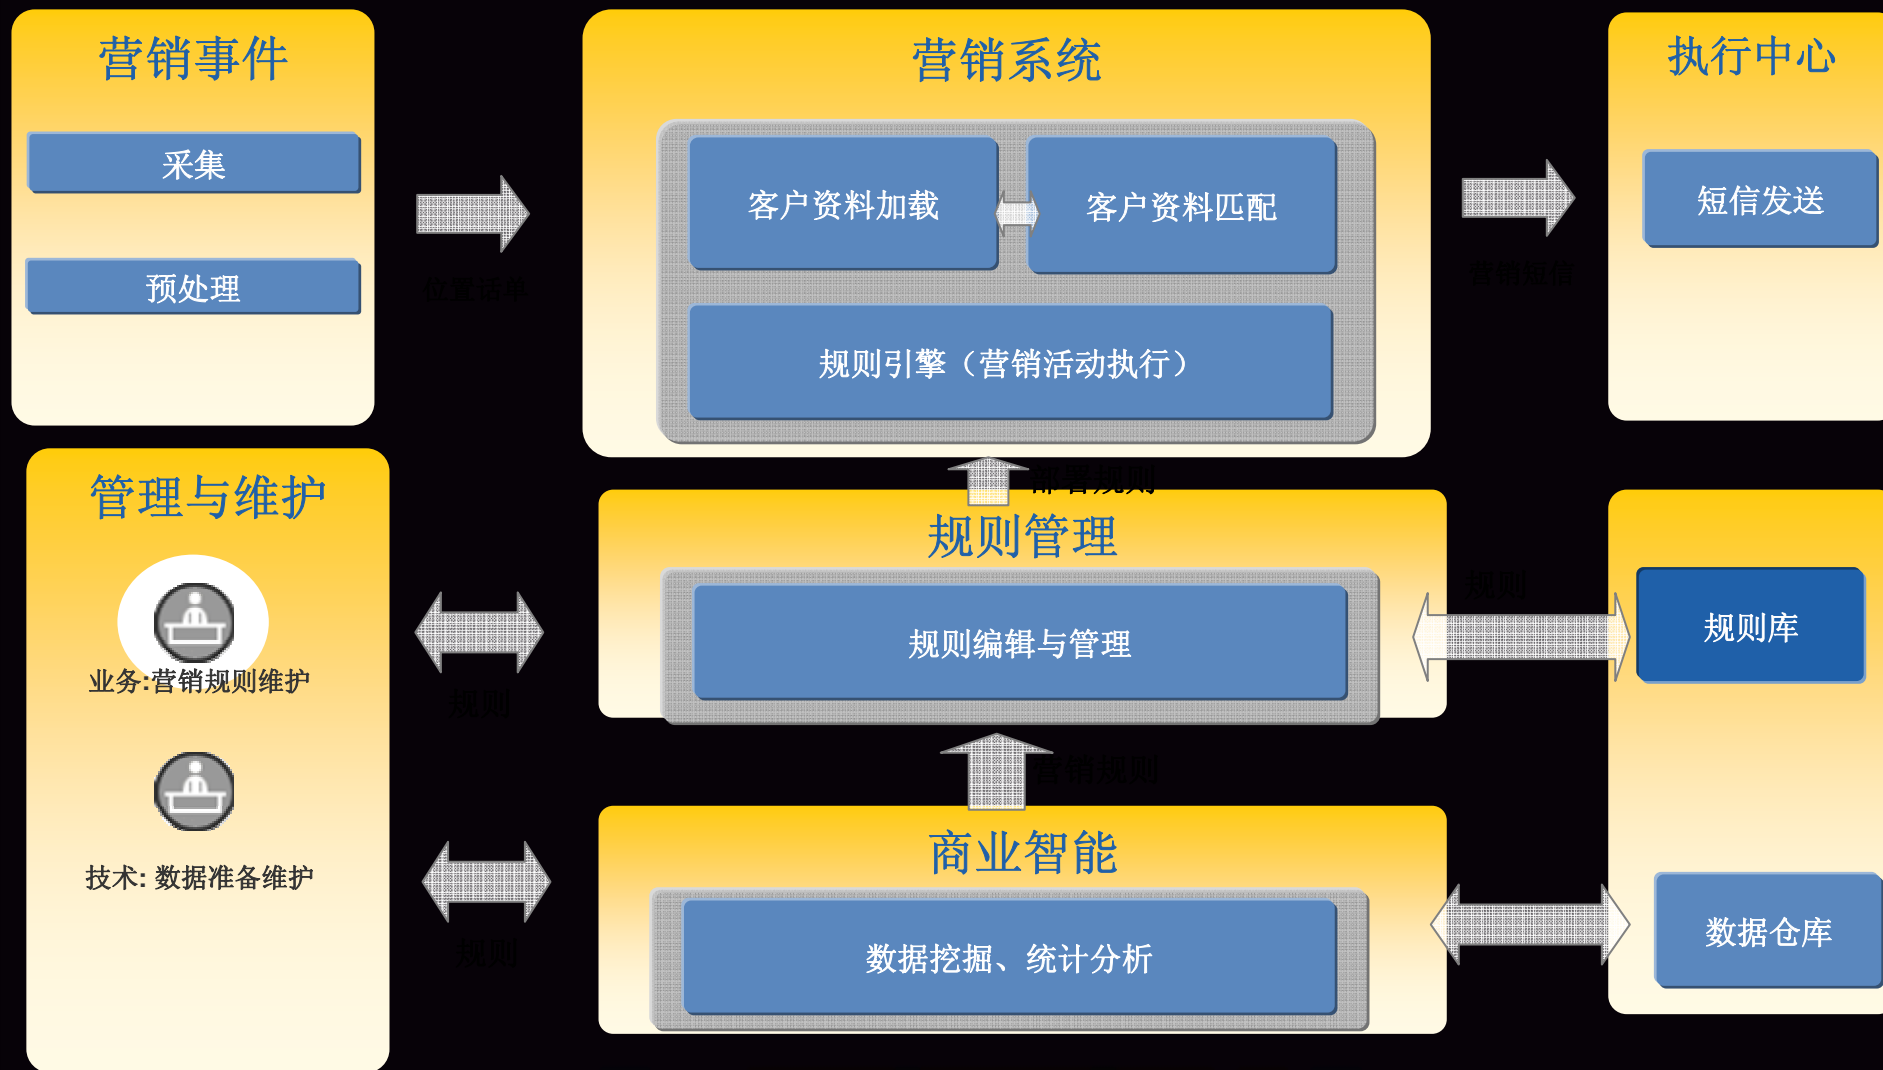 营销事件
采集
预处理
位置话单
营销系统
客户资料加载
客户资料匹配
规则引擎（营销活动执行）
营销短信
执行中心
短信发送
管理与维护
业务:营销规则维护
技术: 数据准备维护
规则
规则
部署规则
规则管理
规则编辑与管理
营销规则
商业智能
数据挖掘、统计分析
规则
规则库
数据仓库